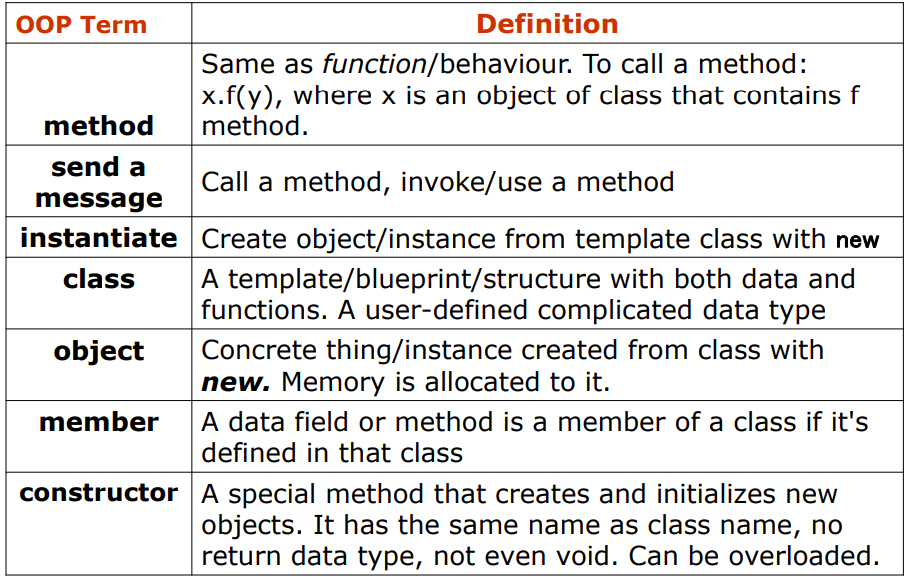 OOP Term Definition
method Same as function/behaviour. To call a method:
x.f(y), where x is an object of class that contains f
method.
send a
message
Call a method, invoke/use a method
instantiate Create object/instance from template class with new
class A template/blueprint/structure with both data and
functions. A user-defined complicated data type
object Concrete thing/instance created from class with
new. Memory is allocated to it.
member A data field or method is a member of a class if it's
defined in that class
constructor A special method that creates and initializes new
objects. It has the same name as class name, no
return data type, not even void. Can be overloaded.